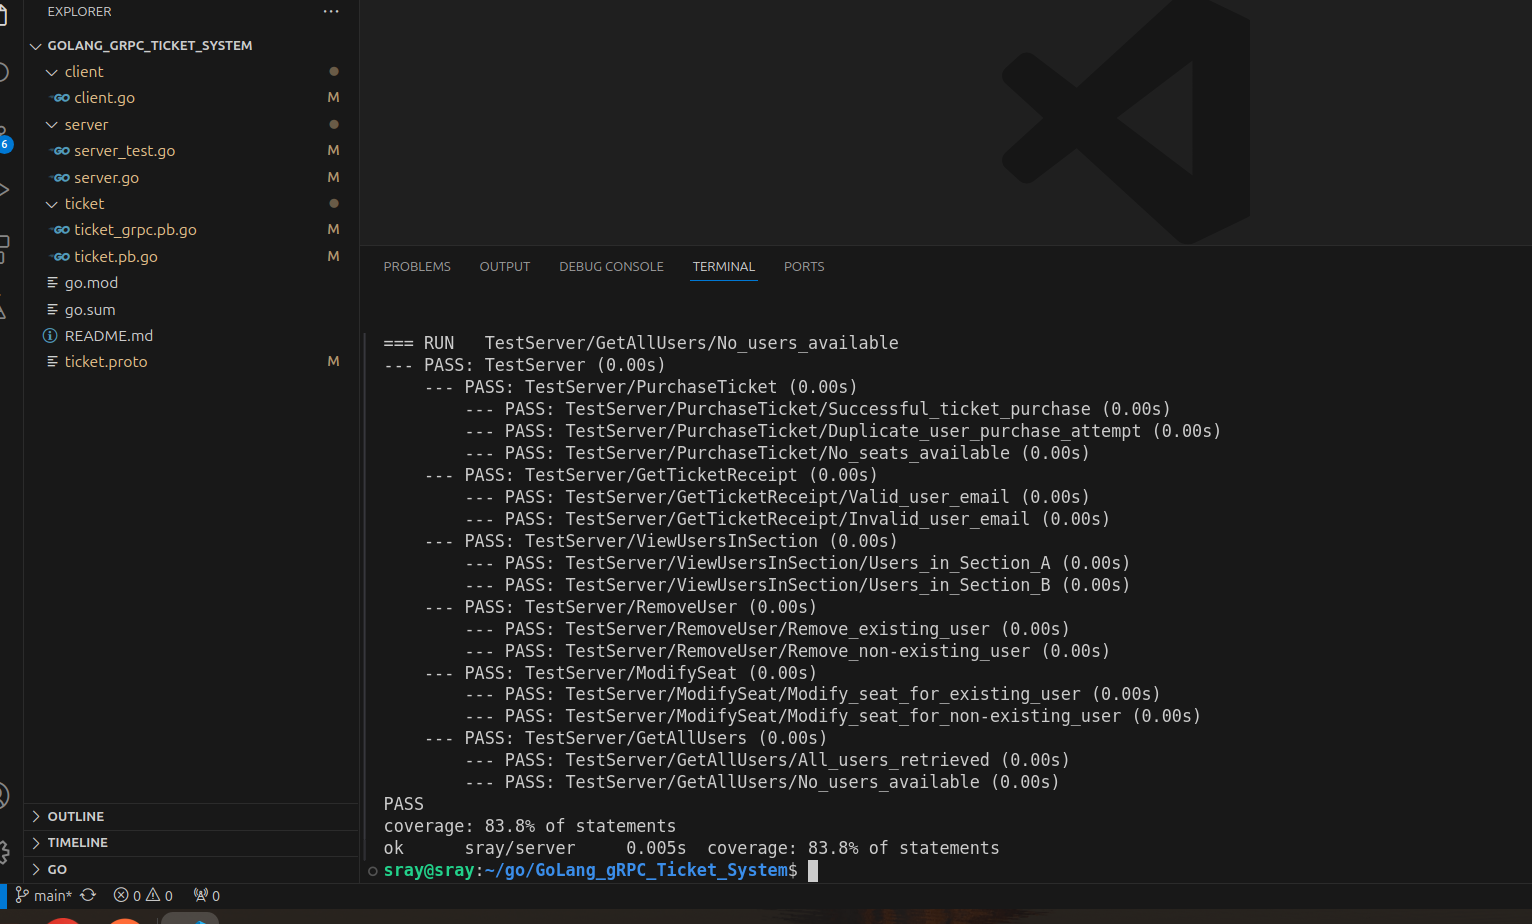 EXPLORER
GOLANG_GRPC_TICKET_SYSTEM
client
GO client.go M
server
GO server_test.go M
6
GO server.go M
ticket
GO ticket_grpc.pb.go M
GO ticket.pb.go M
go.mod
go.sum
README.md
ticket.proto M
OUTLINE
TIMELINE
GO
PROBLEMS OUTPUT DEBUG CONSOLE TERMINAL PORTS
=== RUN   TestServer/GetAllUsers/No_users_available
--- PASS: TestServer (0.00s)
    --- PASS: TestServer/PurchaseTicket (0.00s)
        --- PASS: TestServer/PurchaseTicket/Successful_ticket_purchase (0.00s)
        --- PASS: TestServer/PurchaseTicket/Duplicate_user_purchase_attempt (0.00s)
        --- PASS: TestServer/PurchaseTicket/No_seats_available (0.00s)
    --- PASS: TestServer/GetTicketReceipt (0.00s)
        --- PASS: TestServer/GetTicketReceipt/Valid_user_email (0.00s)
        --- PASS: TestServer/GetTicketReceipt/Invalid_user_email (0.00s)
    --- PASS: TestServer/ViewUsersInSection (0.00s)
        --- PASS: TestServer/ViewUsersInSection/Users_in_Section_A (0.00s)
        --- PASS: TestServer/ViewUsersInSection/Users_in_Section_B (0.00s)
    --- PASS: TestServer/RemoveUser (0.00s)
        --- PASS: TestServer/RemoveUser/Remove_existing_user (0.00s)
        --- PASS: TestServer/RemoveUser/Remove_non-existing_user (0.00s)
    --- PASS: TestServer/ModifySeat (0.00s)
        --- PASS: TestServer/ModifySeat/Modify_seat_for_existing_user (0.00s)
        --- PASS: TestServer/ModifySeat/Modify_seat_for_non-existing_user (0.00s)
    --- PASS: TestServer/GetAllUsers (0.00s)
        --- PASS: TestServer/GetAllUsers/All_users_retrieved (0.00s)
        --- PASS: TestServer/GetAllUsers/No_users_available (0.00s)
PASS
coverage: 83.8% of statements
ok      sray/server     0.005s  coverage: 83.8% of statements
sray@sray:~/go/GoLang_gRPC_Ticket_System$
main* 0 0 0